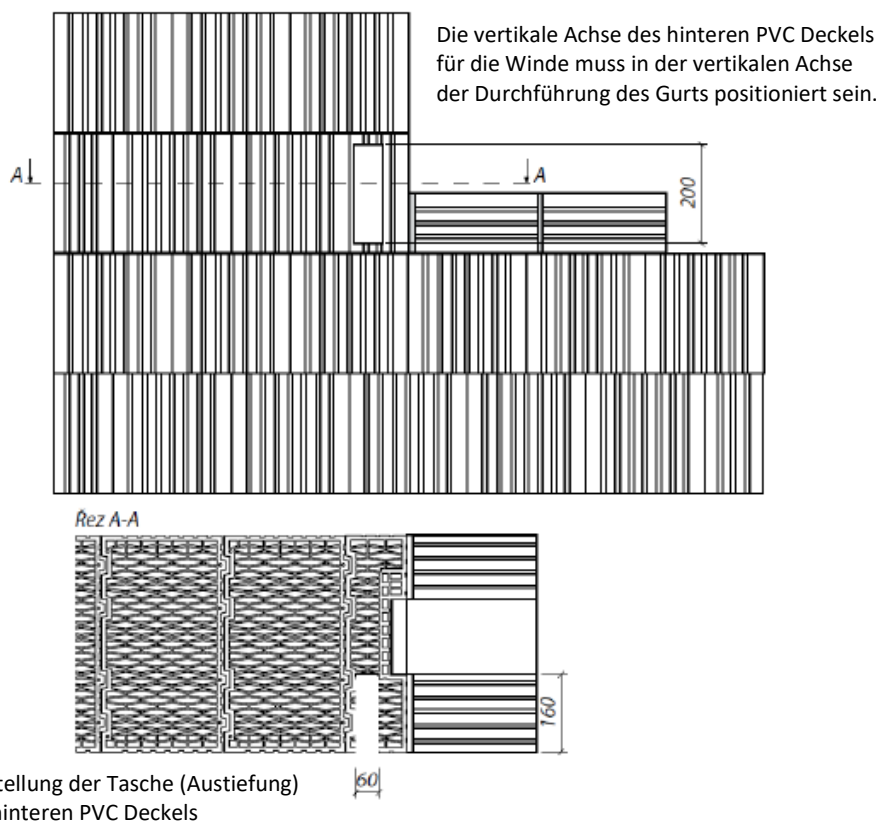 Die vertikale Achse des hinteren PVC Deckels
für die Winde muss in der vertikalen Achse
der Durchführung des Gurts positioniert sein.
A
A
200
Řez A-A
160
60
tellung der Tasche (Austiefung)
hinteren PVC Deckels